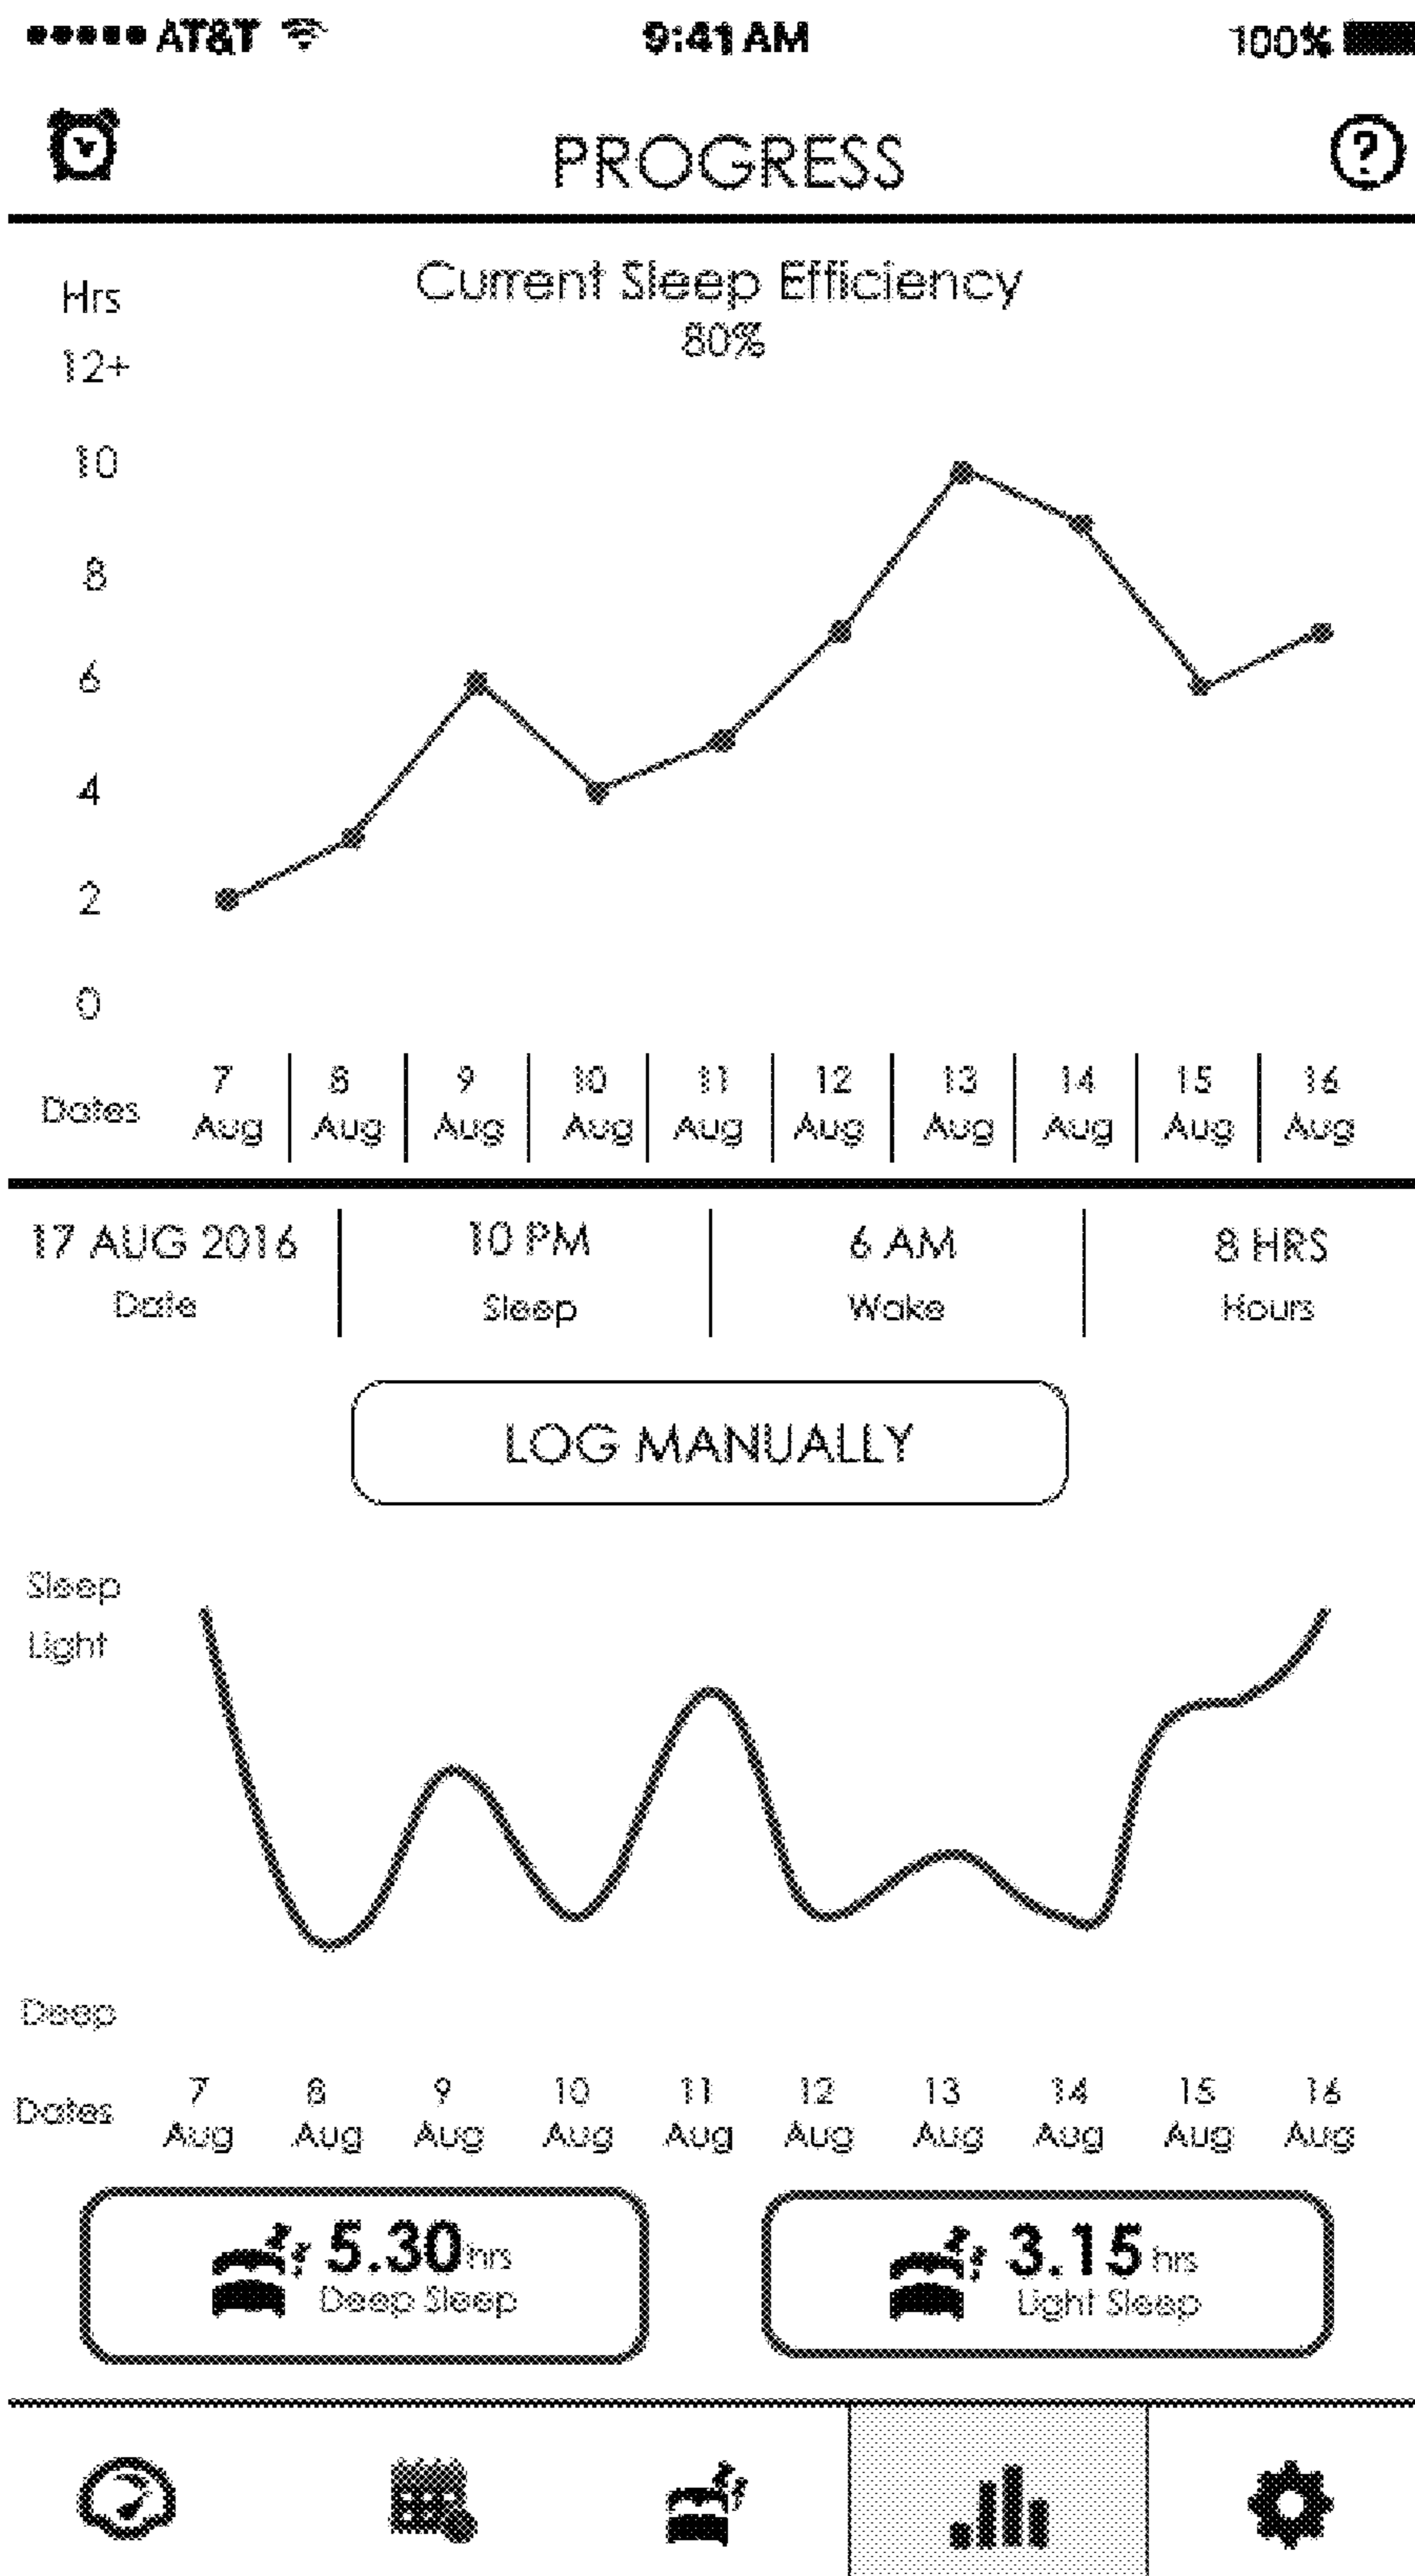 AT&T 9:41 AM 100%
PROGRESS
?
Current Sleep Efficiency
80%
Hrs
12+
10
8
6
4
2
0
Dates 7 Aug 8 Aug 9 Aug 10 Aug 11 Aug 12 Aug 13 Aug 14 Aug 15 Aug 16 Aug
17 AUG 2016 10 PM 6 AM 8 HRS
Date Sleep Wake Hours
LOG MANUALLY
Sleep
Light
Deep
Dates 7 Aug 8 Aug 9 Aug 10 Aug 11 Aug 12 Aug 13 Aug 14 Aug 15 Aug 16 Aug
5.30 hrs 3.15 hrs
Deep Sleep Light Sleep